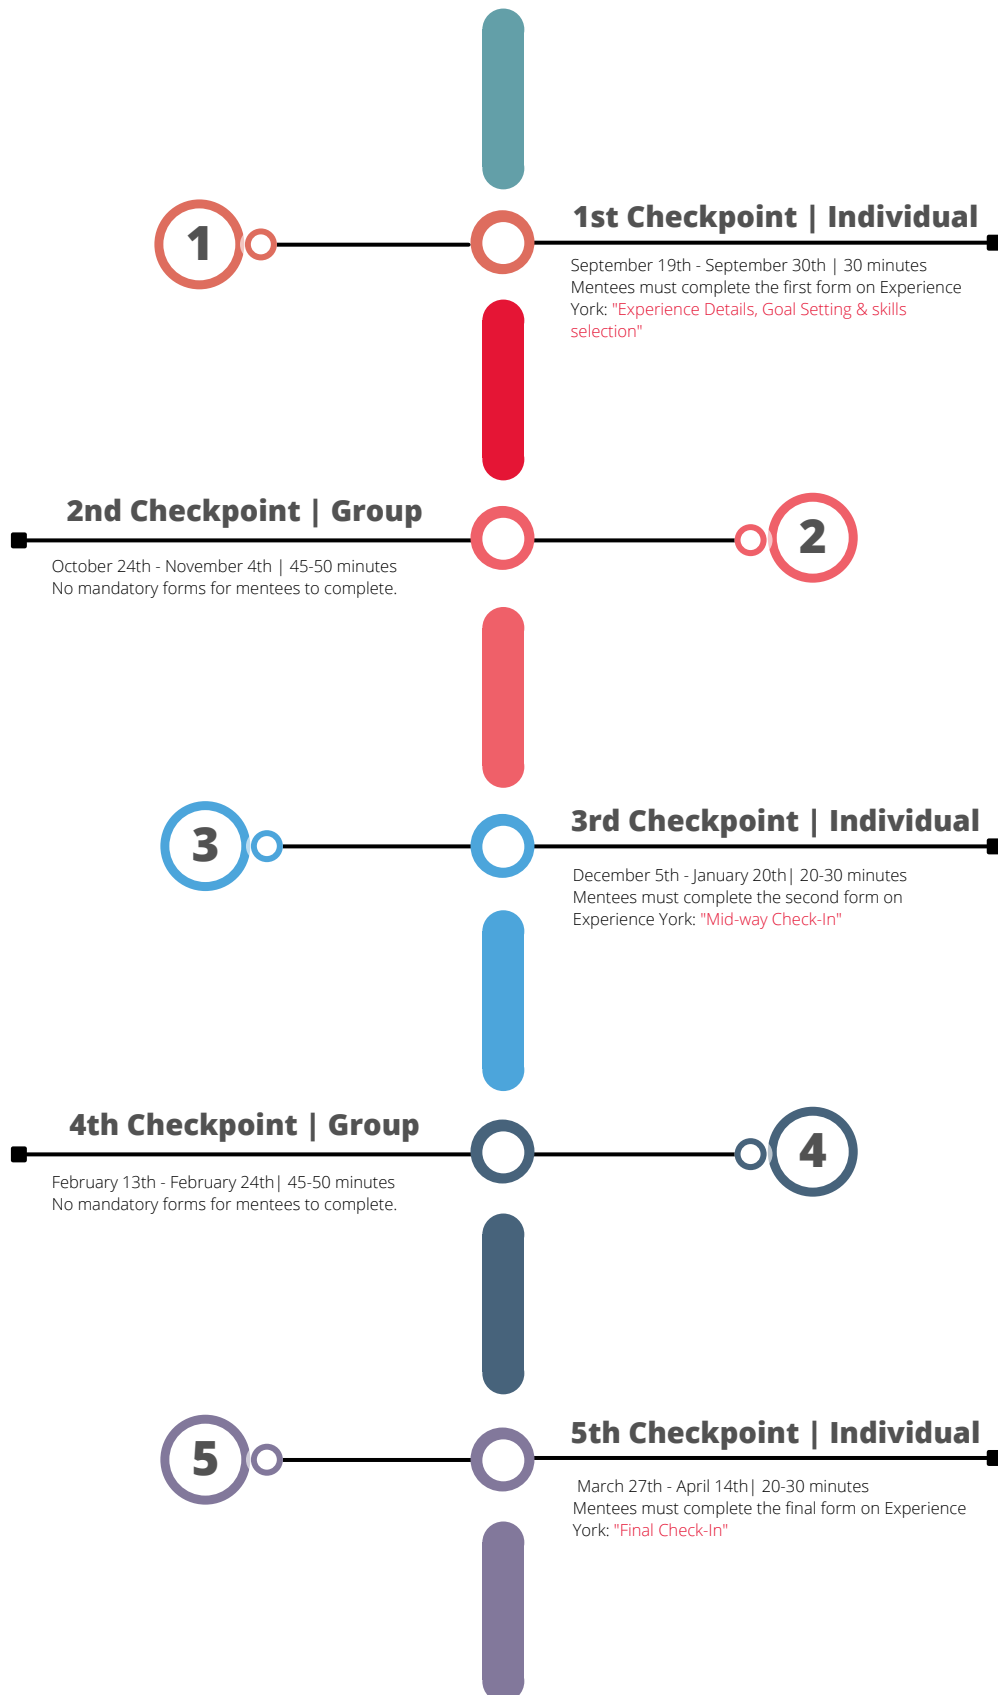 1
1st Checkpoint | Individual
September 19th - September 30th | 30 minutes
Mentees must complete the first form on Experience
York: "Experience Details, Goal Setting & skills
selection"
2nd Checkpoint | Group
2
October 24th - November 4th | 45-50 minutes
No mandatory forms for mentees to complete.
3
3rd Checkpoint | Individual
December 5th - January 20th| 20-30 minutes
Mentees must complete the second form on
Experience York: "Mid-way Check-In"
4th Checkpoint | Group
4
February 13th - February 24th| 45-50 minutes
No mandatory forms for mentees to complete.
5
5th Checkpoint | Individual
March 27th - April 14th| 20-30 minutes
Mentees must complete the final form on Experience
York: "Final Check-In"